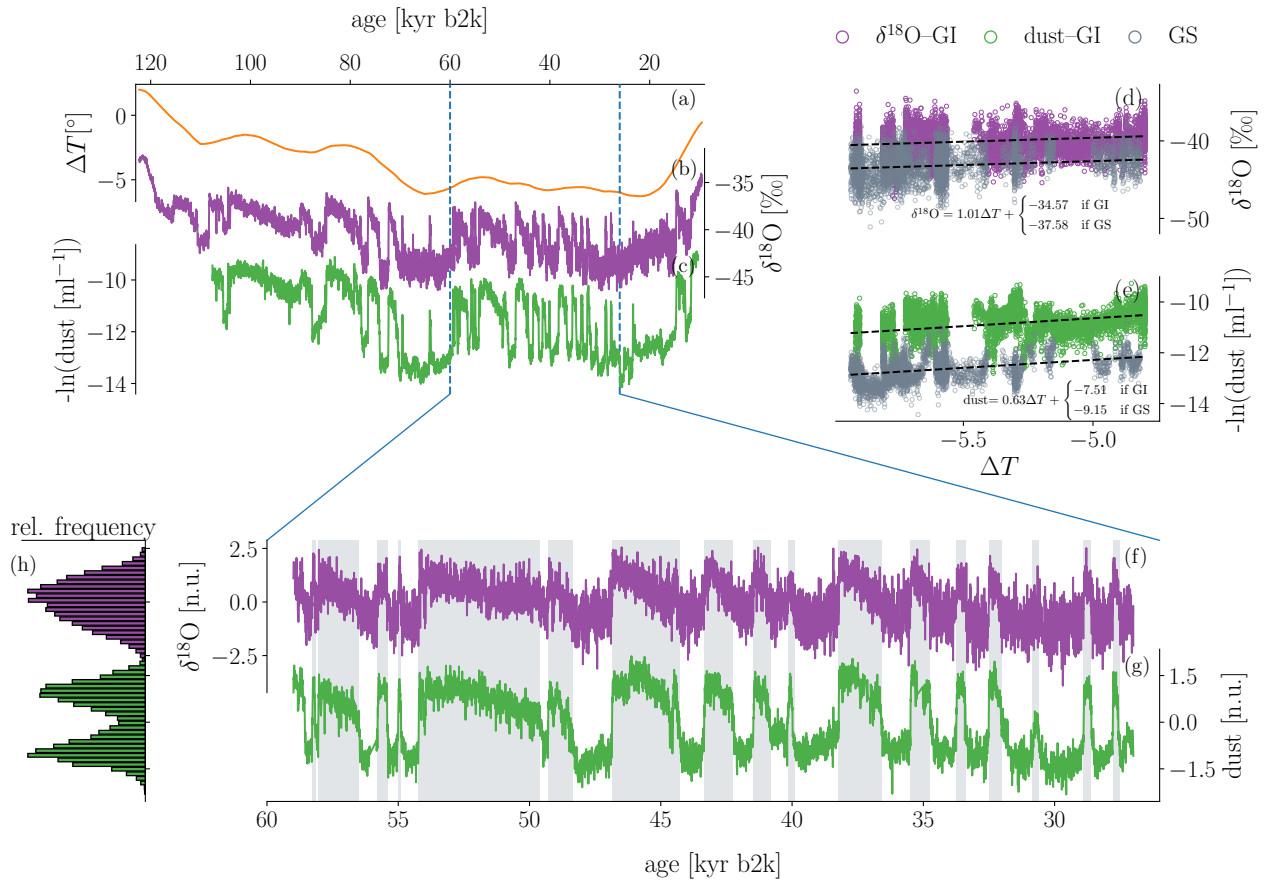 age [kyr b2k]
120 100 80 60 40 20
δ¹⁸O–GI dust–GI GS
(a)
ΔT[°]
0
−5
(b)
−35
−40
−45
δ¹⁸O [‰]
(c)
-ln(dust [ml⁻¹])
−10
−12
−14
(d)
−40
−50
δ¹⁸O [‰]
δ¹⁸O = 1.01ΔT + { −34.57 if GI
−37.58 if GS
(e)
−10
−12
−14
-ln(dust [ml⁻¹])
dust= 0.63ΔT + { −7.51 if GI
−9.15 if GS
−5.5 −5.0
ΔT
rel. frequency
(h)
δ¹⁸O [n.u.]
2.5
0.0
−2.5
(f)
(g)
1.5
0.0
−1.5
dust [n.u.]
60 55 50 45 40 35 30
age [kyr b2k]